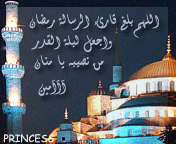 اللهم بلغ قارئ الرسالة رمضان
واجعل ليلة القدر
من نصيبه يا منان
آآآمين
PRINCESS